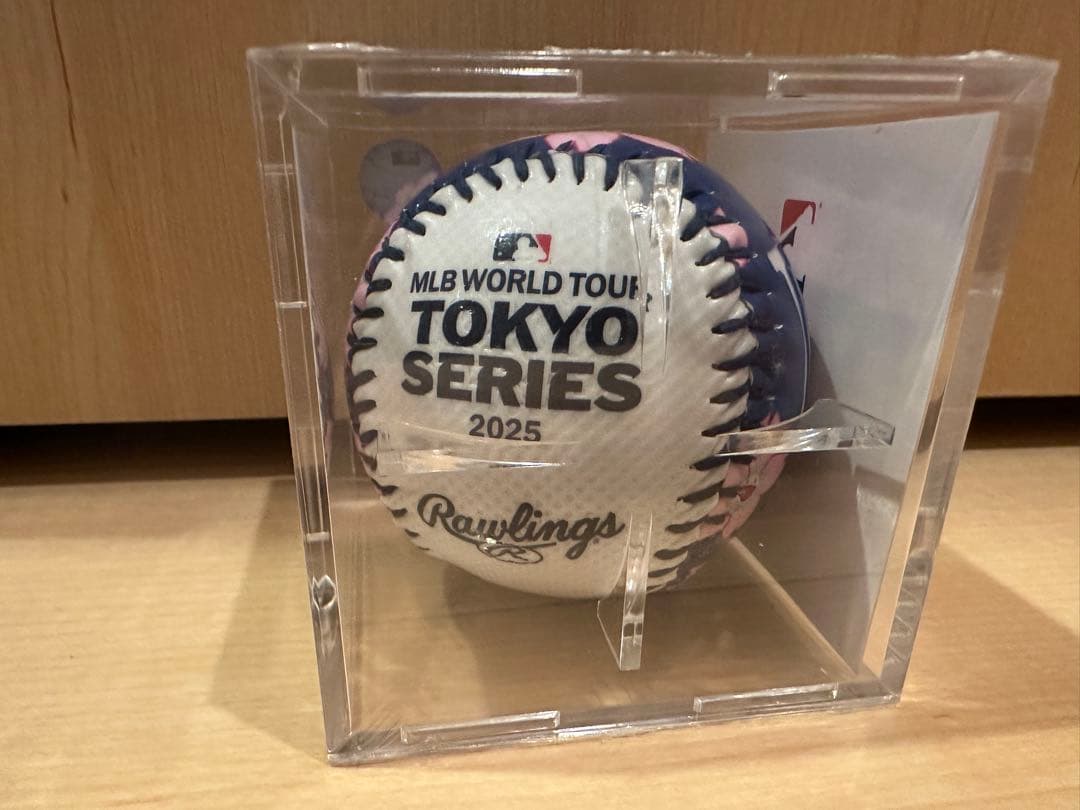 MLB WORLD TOUR
TOKYO
SERIES
2025
Rawlings
R